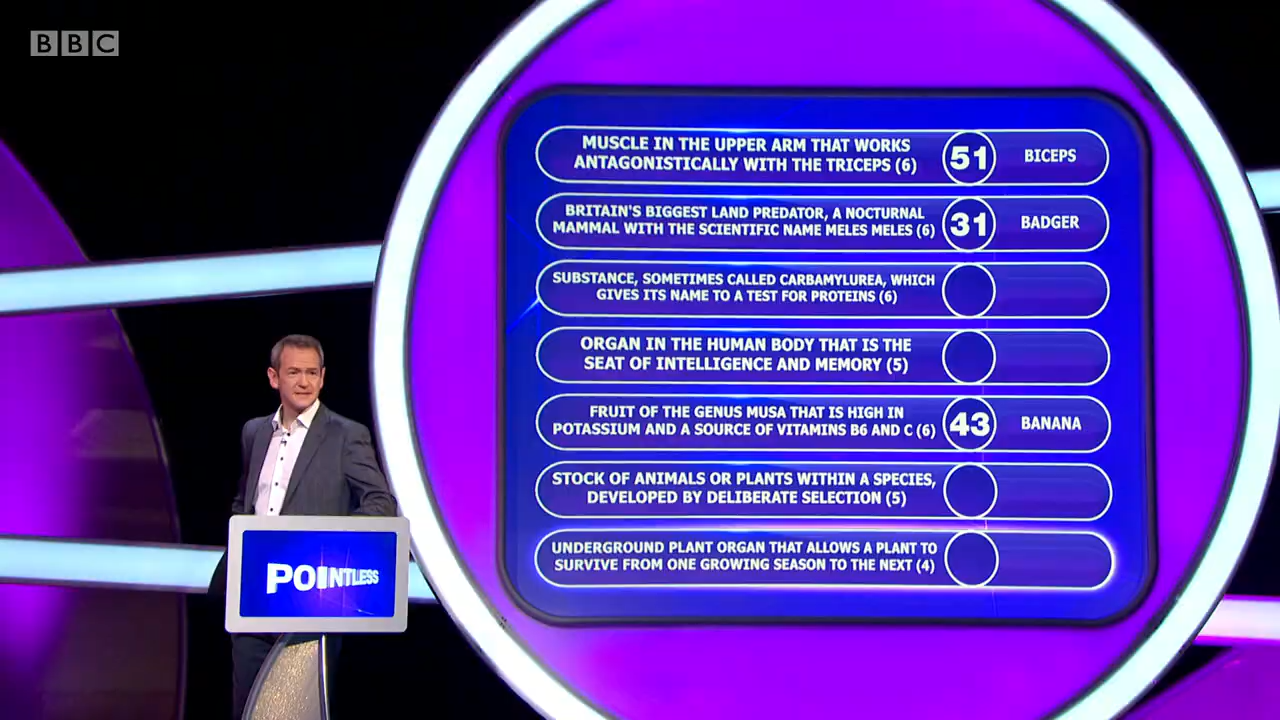 BBC
MUSCLE IN THE UPPER ARM THAT WORKS
ANTAGONISTICALLY WITH THE TRICEPS (6)
51
BICEPS
BRITAIN'S BIGGEST LAND PREDATOR, A NOCTURNAL
MAMMAL WITH THE SCIENTIFIC NAME MELES MELES (6)
31
BADGER
SUBSTANCE, SOMETIMES CALLED CARBAMYLUREA, WHICH
GIVES ITS NAME TO A TEST FOR PROTEINS (6)
ORGAN IN THE HUMAN BODY THAT IS THE
SEAT OF INTELLIGENCE AND MEMORY (5)
FRUIT OF THE GENUS MUSA THAT IS HIGH IN
POTASSIUM AND A SOURCE OF VITAMINS B6 AND C (6)
43
BANANA
STOCK OF ANIMALS OR PLANTS WITHIN A SPECIES,
DEVELOPED BY DELIBERATE SELECTION (5)
UNDERGROUND PLANT ORGAN THAT ALLOWS A PLANT TO
SURVIVE FROM ONE GROWING SEASON TO THE NEXT (4)
POINTLESS